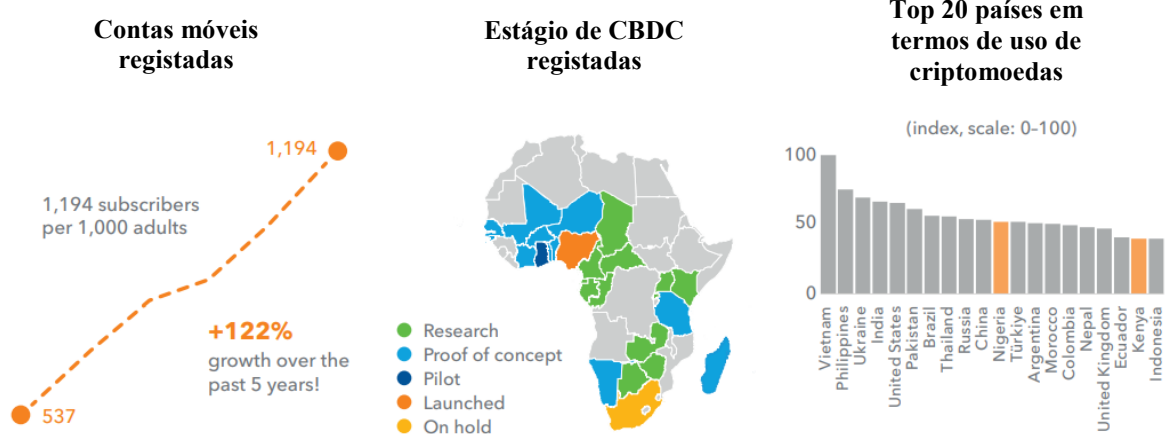 Contas móveis
registadas
1,194
1,194 subscribers
per 1,000 adults
+122%
growth over the
past 5 years!
537
Estágio de CBDC
registadas
Research
Proof of concept
Pilot
Launched
On hold
Top 20 países em
termos de uso de
criptomoedas
(index, scale: 0–100)
100
50
0
Vietnam
Philippines
Ukraine
India
United States
Pakistan
Brazil
Thailand
Russia
China
Nigeria
Türkiye
Argentina
Morocco
Colombia
Nepal
United Kingdom
Ecuador
Kenya
Indonesia